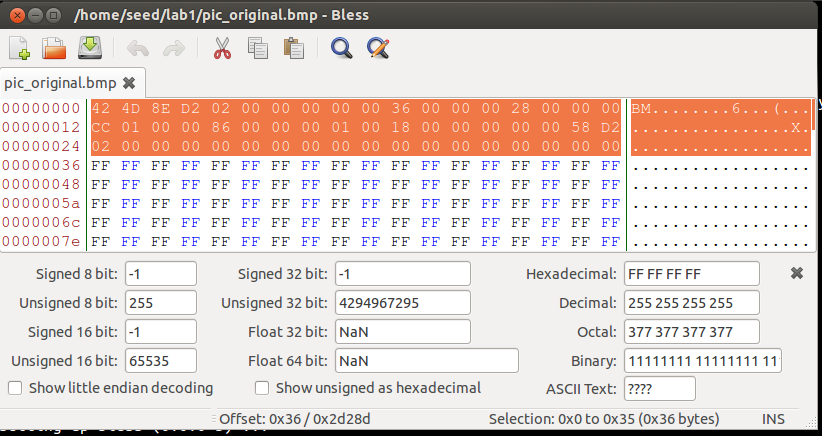 /home/seed/lab1/pic_original.bmp - Bless
pic_original.bmp
00000000 42 4D 8E D2 02 00 00 00 00 00 36 00 00 00 28 00 00 00 BM........6...(...
00000012 CC 01 00 00 86 00 00 00 01 00 18 00 00 00 00 00 58 D2 ................X.
00000024 02 00 00 00 00 00 00 00 00 00 00 00 00 00 00 00 00 00 ..................
00000036 FF FF FF FF FF FF FF FF FF FF FF FF FF FF FF FF FF FF ..................
00000048 FF FF FF FF FF FF FF FF FF FF FF FF FF FF FF FF FF FF ..................
0000005a FF FF FF FF FF FF FF FF FF FF FF FF FF FF FF FF FF FF ..................
0000006c FF FF FF FF FF FF FF FF FF FF FF FF FF FF FF FF FF FF ..................
0000007e FF FF FF FF FF FF FF FF FF FF FF FF FF FF FF FF FF FF ..................
Signed 8 bit: -1 Signed 32 bit: -1 Hexadecimal: FF FF FF FF
Unsigned 8 bit: 255 Unsigned 32 bit: 4294967295 Decimal: 255 255 255 255
Signed 16 bit: -1 Float 32 bit: NaN Octal: 377 377 377 377
Unsigned 16 bit: 65535 Float 64 bit: NaN Binary: 11111111 11111111 11
Show little endian decoding Show unsigned as hexadecimal ASCII Text: ????
Offset: 0x36 / 0x2d28d Selection: 0x0 to 0x35 (0x36 bytes) INS